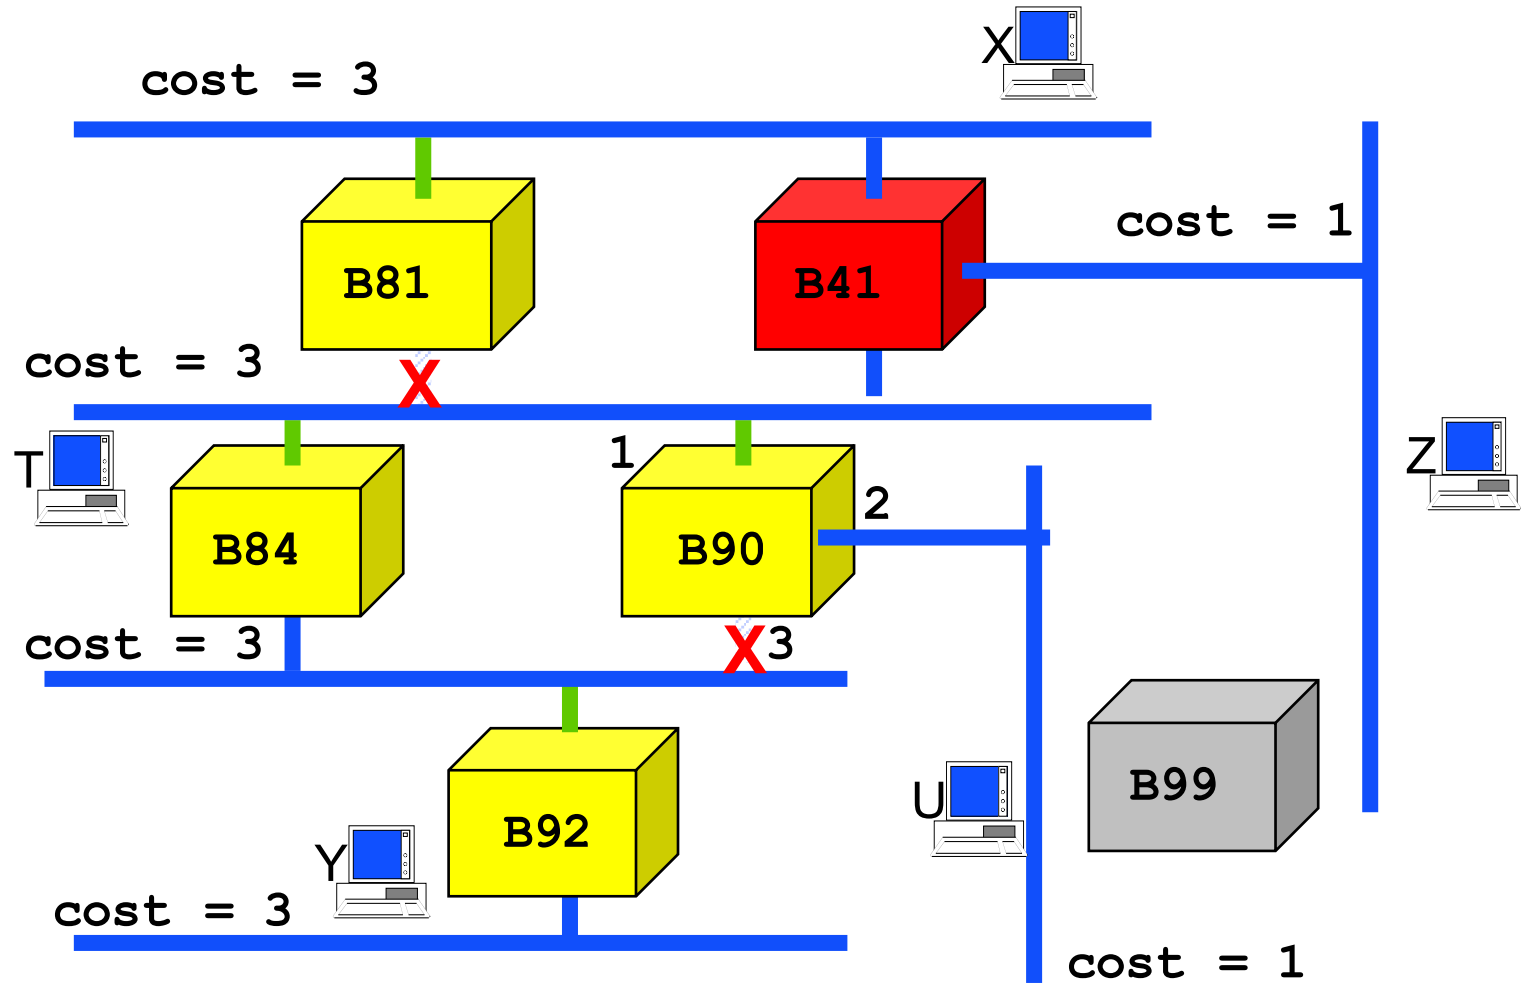 X
cost = 3
cost = 1
B81
B41
cost = 3
X
T
1
Z
2
B84
B90
cost = 3
X
3
U
B99
B92
Y
cost = 3
cost = 1